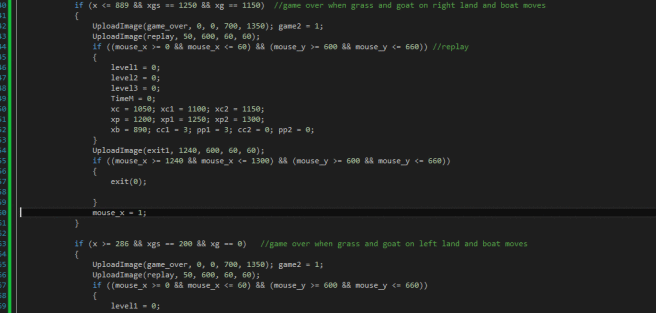 if (x <= 889 && xgs == 1250 && xg == 1150)  //game over when grass and goat on right land and boat moves
{
UploadImage(game_over, 0, 0, 700, 1350); game2 = 1;
UploadImage(replay, 50, 600, 60, 60);
if ((mouse_x >= 0 && mouse_x <= 60) && (mouse_y >= 600 && mouse_y <= 660)) //replay
{
level1 = 0;
level2 = 0;
level3 = 0;
TimeM = 0;
xc = 1050; xc1 = 1100; xc2 = 1150;
xp = 1200; xp1 = 1250; xp2 = 1300;
xb = 890; cc1 = 3; pp1 = 3; cc2 = 0; pp2 = 0;
}
UploadImage(exit1, 1240, 600, 60, 60);
if ((mouse_x >= 1240 && mouse_x <= 1300) && (mouse_y >= 600 && mouse_y <= 660))
{
exit(0);
}
mouse_x = 1;
}
if (x >= 286 && xgs == 200 && xg == 0)   //game over when grass and goat on left land and boat moves
{
UploadImage(game_over, 0, 0, 700, 1350); game2 = 1;
UploadImage(replay, 50, 600, 60, 60);
if ((mouse_x >= 0 && mouse_x <= 60) && (mouse_y >= 600 && mouse_y <= 660))
{
level1 = 0;